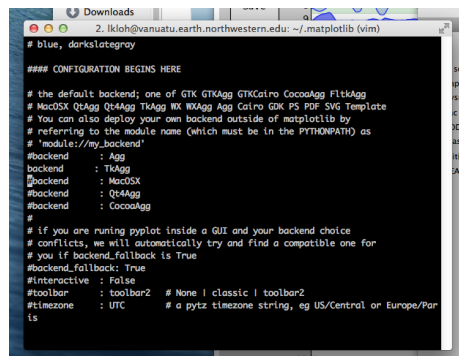 Downloads
2. lkloh@vanuatu.earth.northwestern.edu: ~/.matplotlib (vim)
# blue, darkslategray
#### CONFIGURATION BEGINS HERE
# the default backend; one of GTK GTKAgg GTKCairo CocoaAgg FltkAgg
# MacOSX QtAgg Qt4Agg TkAgg WX WXAgg Agg Cairo GDK PS PDF SVG Template
# You can also deploy your own backend outside of matplotlib by
# referring to the module name (which must be in the PYTHONPATH) as
# 'module://my_backend'
#backend      : Agg
backend      : TkAgg
#backend      : MacOSX
#backend      : Qt4Agg
#backend      : CocoaAgg
#
# if you are runing pyplot inside a GUI and your backend choice
# conflicts, we will automatically try and find a compatible one for
# you if backend_fallback is True
#backend_fallback: True
#interactive  : False
#toolbar      : toolbar2   # None | classic | toolbar2
#timezone     : UTC        # a pytz timezone string, eg US/Central or Europe/Par
is